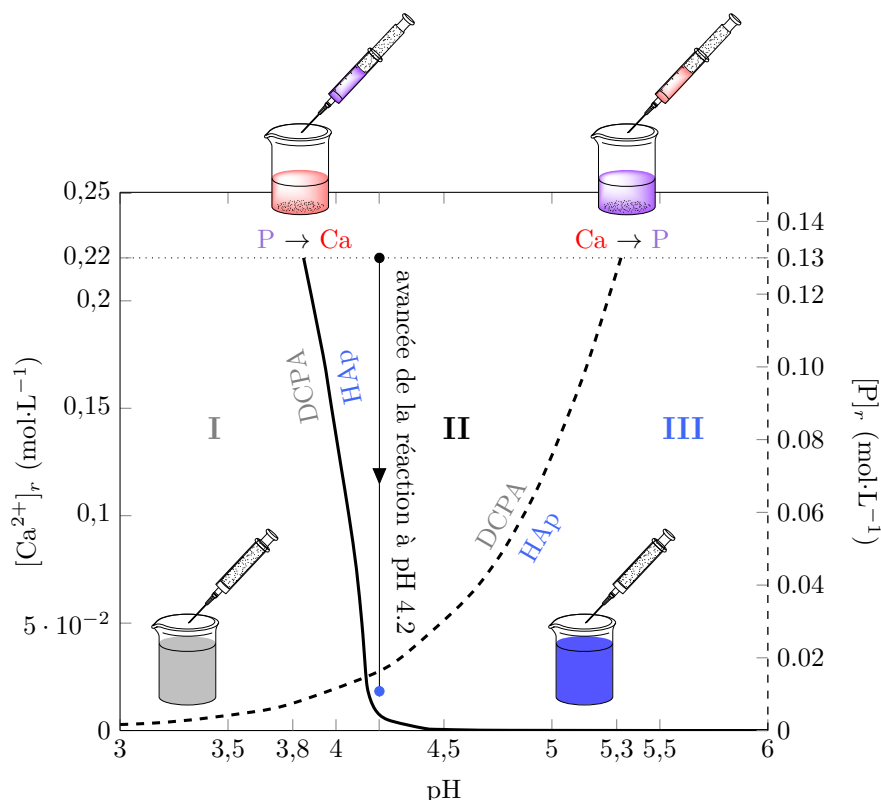 P → Ca
Ca → P
0,25
0,22
0,2
0,15
0,1
5 · 10⁻²
0
[Ca²⁺]ᵣ (mol·L⁻¹)
0.14
0.13
0.12
0.10
0.08
0.06
0.04
0.02
0
[P]ᵣ (mol·L⁻¹)
DCPA
HAp
avancée de la réaction à pH 4.2
I
II
III
DCPA
HAp
3
3,5
3,8
4
4,5
5
5,3
5,5
6
pH